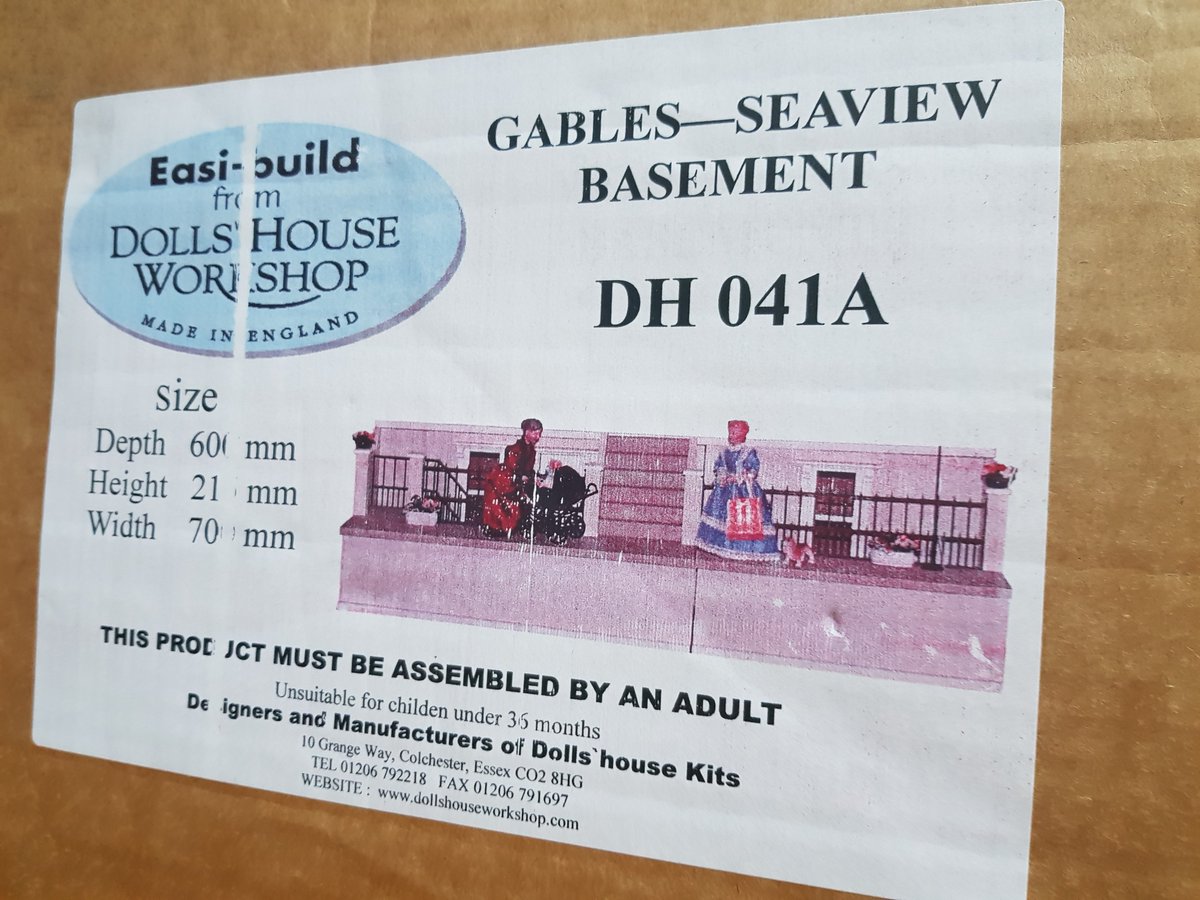 Easi-build
from
DOLLS' HOUSE
WORKSHOP
MADE IN ENGLAND
GABLES—SEAVIEW
BASEMENT
DH 041A
size
Depth 600 mm
Height 21 mm
Width 700 mm
THIS PRODUCT MUST BE ASSEMBLED BY AN ADULT
Unsuitable for childen under 36 months
Designers and Manufacturers of Dolls`house Kits
10 Grange Way, Colchester, Essex CO2 8HG
TEL 01206 792218 FAX 01206 791697
WEBSITE : www.dollshouseworkshop.com